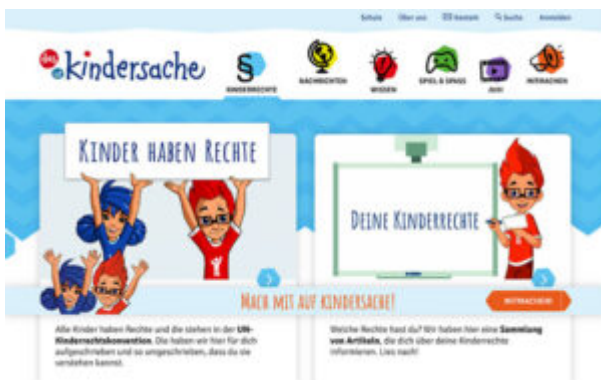 Schule Über uns Kontakt Suche Anmelden
das
kindersache
KINDERRECHTE
NACHRICHTEN
WISSEN
SPIEL & SPASS
JUKI
MITMACHEN
KINDER HABEN RECHTE
DEINE KINDERRECHTE
MACH MIT AUF KINDERSACHE!
MITMACHEN!
Alle Kinder haben Rechte und die stehen in der UN-
Kinderrechtskonvention. Die haben wir hier für dich
aufgeschrieben und so umgeschrieben, dass du sie
verstehen kannst.
Welche Rechte hast du? Wir haben hier eine Sammlung
von Artikeln, die dich über deine Kinderrechte
informieren. Lies nach!